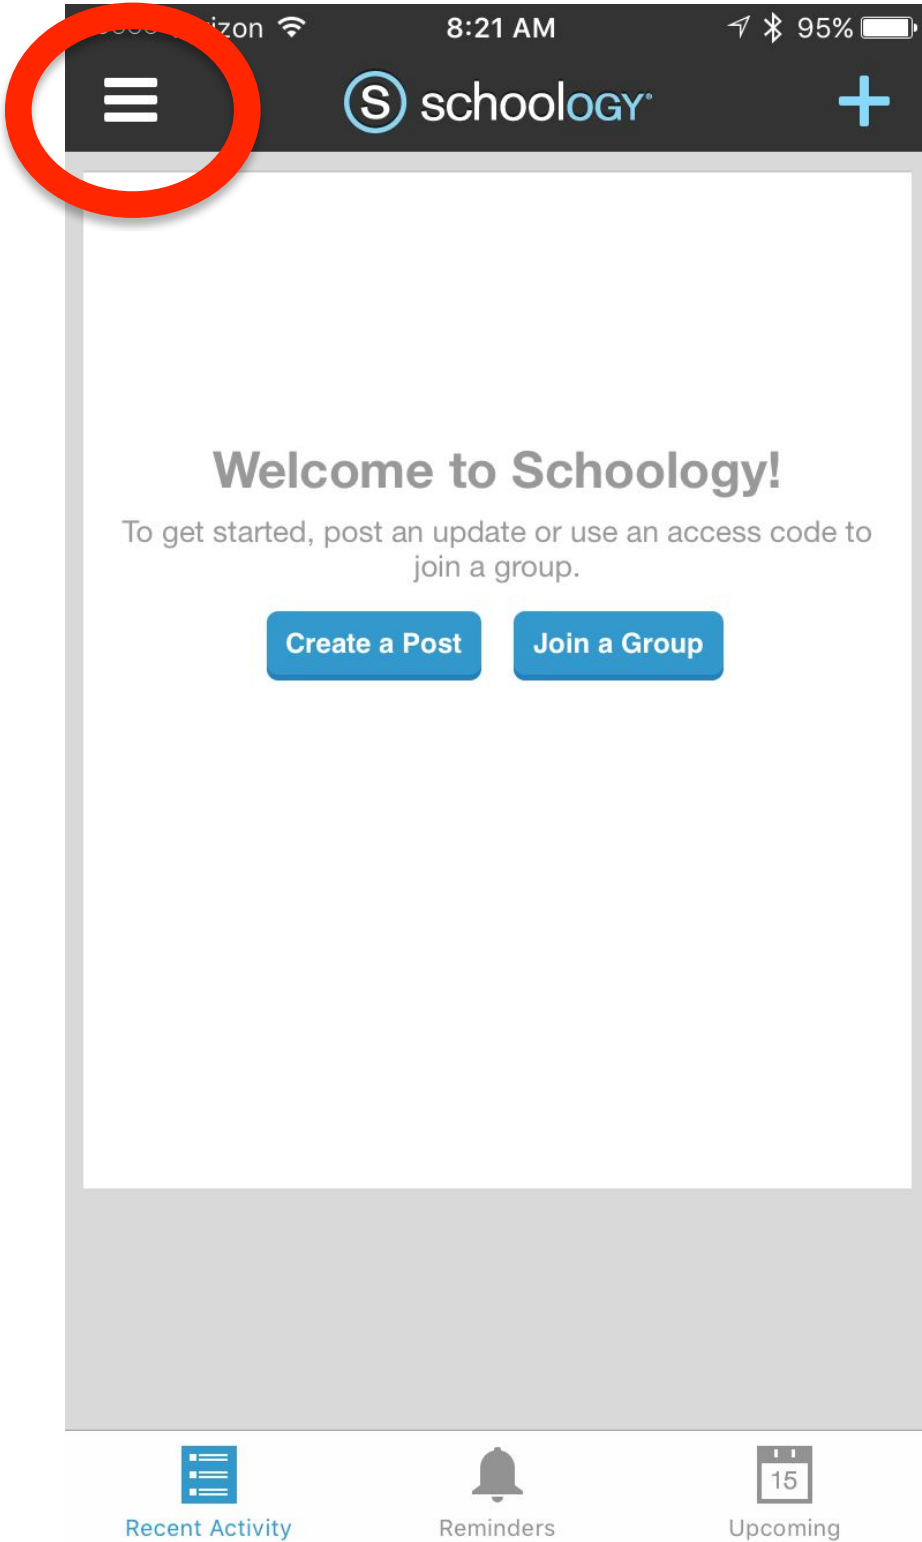 8:21 AM
95%
S schoology
Welcome to Schoology!
To get started, post an update or use an access code to
join a group.
Create a Post
Join a Group
15
Recent Activity
Reminders
Upcoming